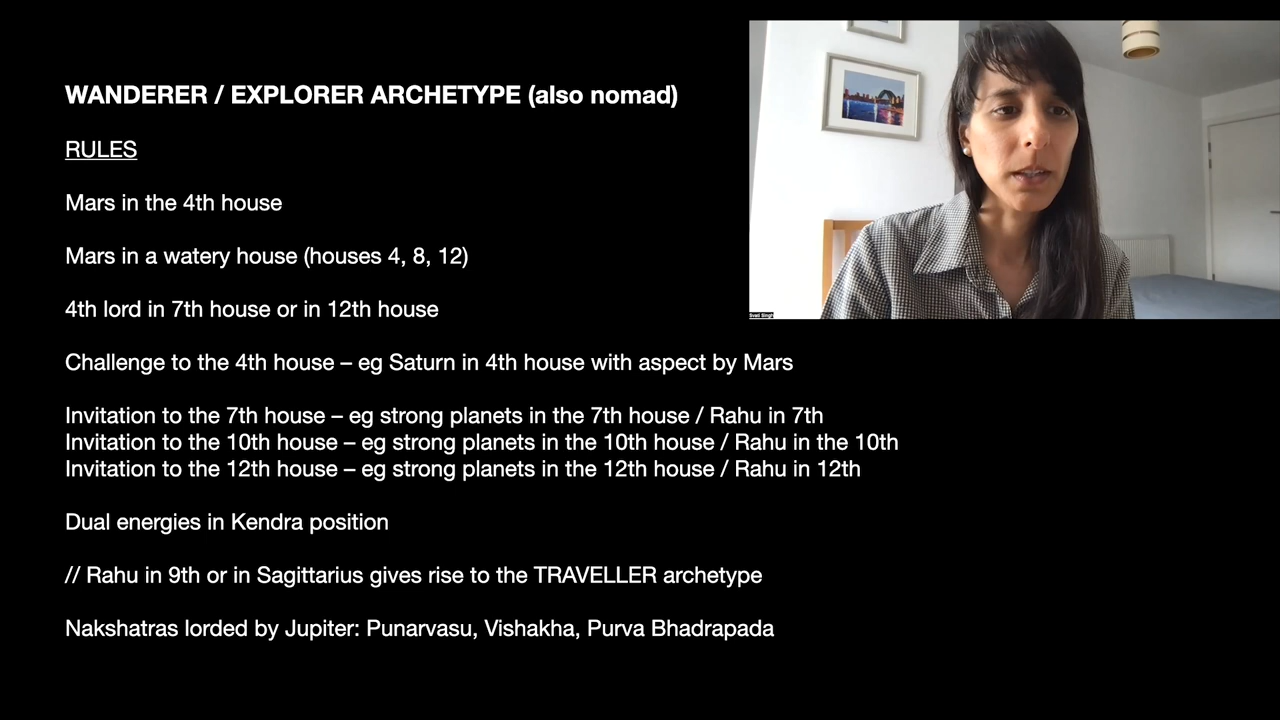 WANDERER / EXPLORER ARCHETYPE (also nomad)
RULES
Mars in the 4th house
Mars in a watery house (houses 4, 8, 12)
4th lord in 7th house or in 12th house
Challenge to the 4th house – eg Saturn in 4th house with aspect by Mars
Invitation to the 7th house – eg strong planets in the 7th house / Rahu in 7th
Invitation to the 10th house – eg strong planets in the 10th house / Rahu in the 10th
Invitation to the 12th house – eg strong planets in the 12th house / Rahu in 12th
Dual energies in Kendra position
// Rahu in 9th or in Sagittarius gives rise to the TRAVELLER archetype
Nakshatras lorded by Jupiter: Punarvasu, Vishakha, Purva Bhadrapada
Singh